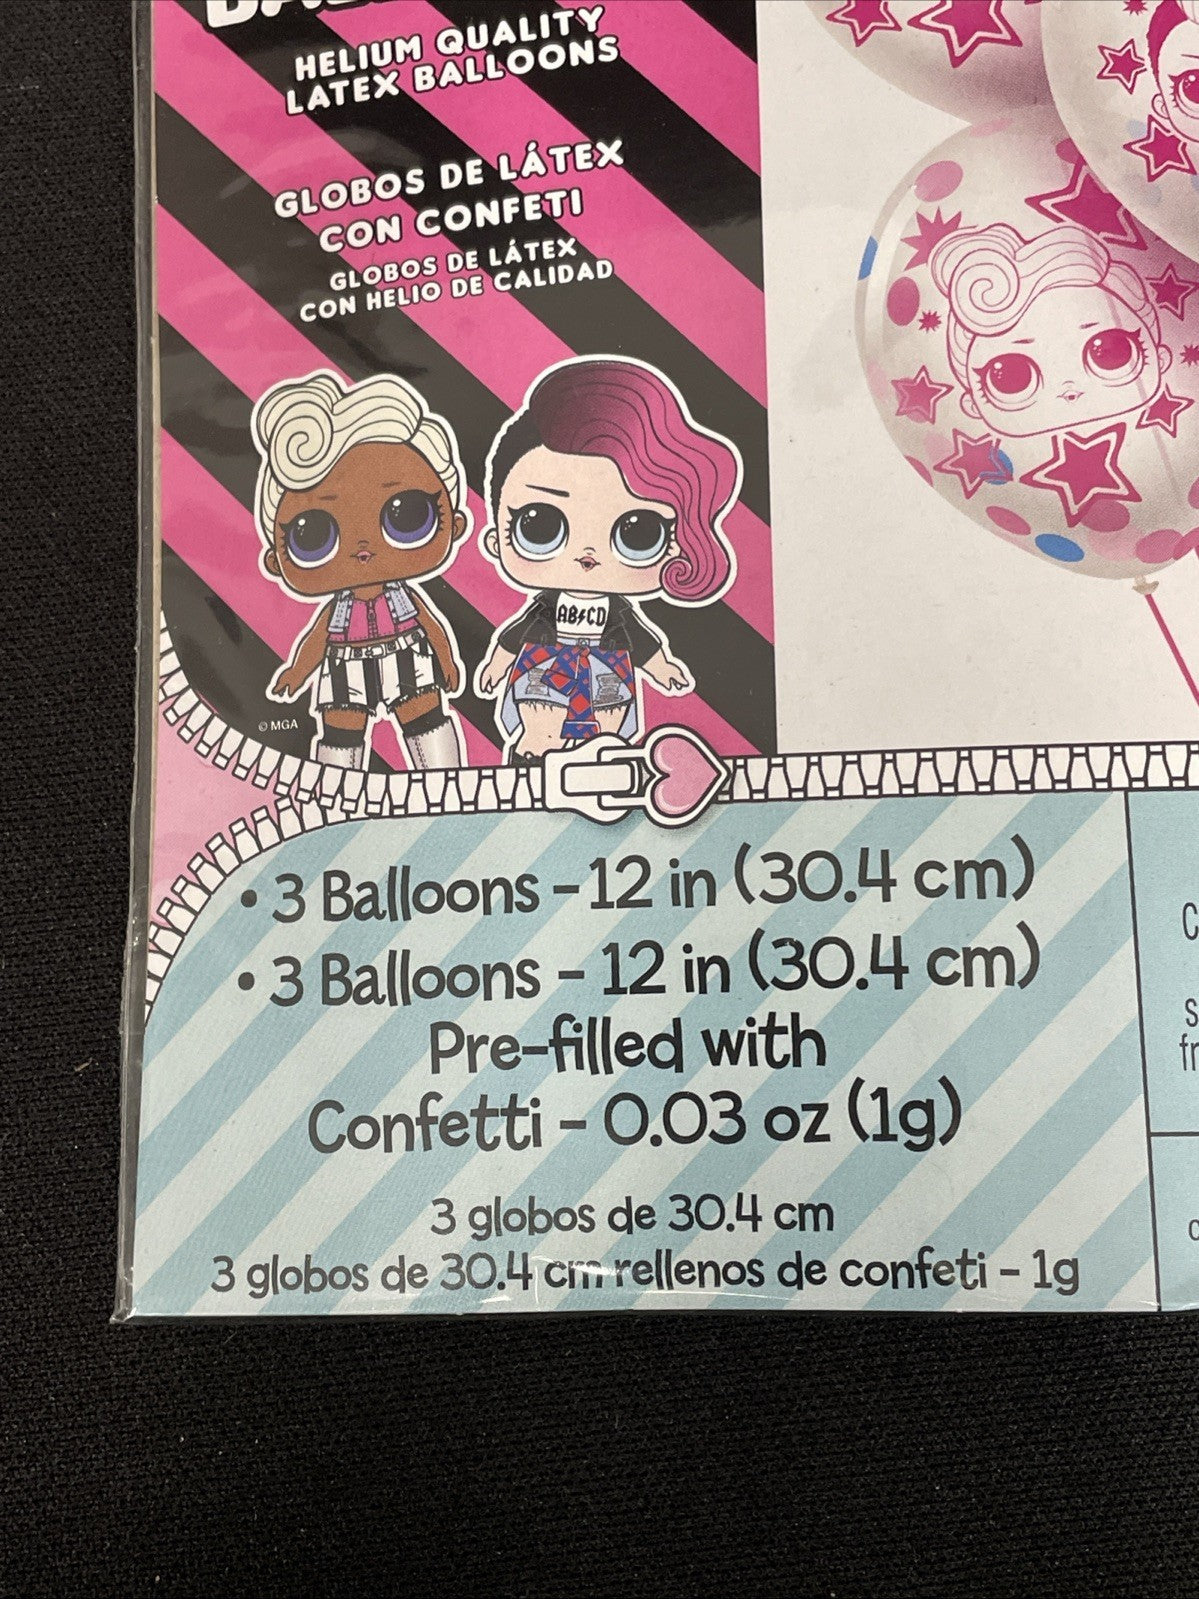 HELIUM QUALITY
LATEX BALLOONS
GLOBOS DE LÁTEX
CON CONFETI
GLOBOS DE LÁTEX
CON HELIO DE CALIDAD
AB⚡CD
© MGA
• 3 Balloons - 12 in (30.4 cm)
• 3 Balloons - 12 in (30.4 cm)
Pre-filled with
Confetti - 0.03 oz (1g)
3 globos de 30.4 cm
3 globos de 30.4 cm rellenos de confeti - 1g